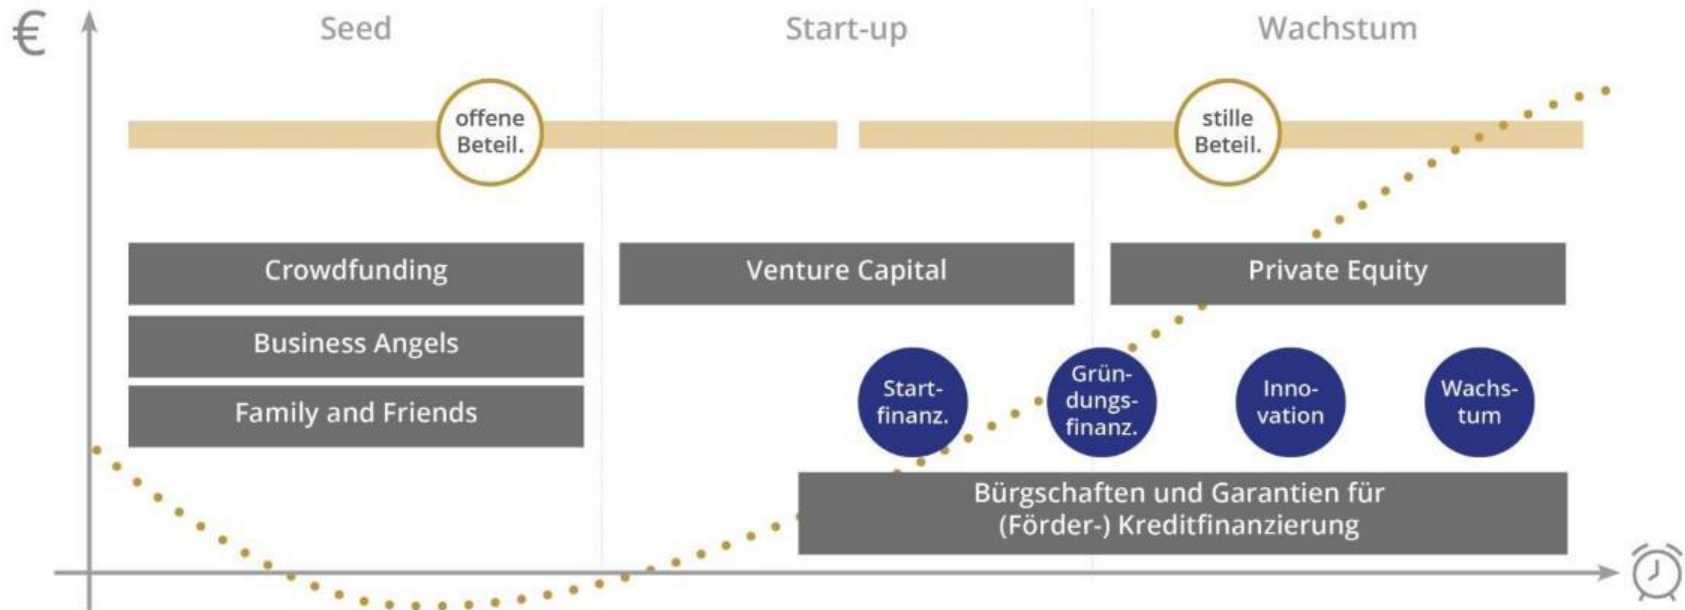 €
Seed
Start-up
Wachstum
offene
Beteil.
stille
Beteil.
Crowdfunding
Venture Capital
Private Equity
Business Angels
Family and Friends
Start-
finanz.
Grün-
dungs-
finanz.
Inno-
vation
Wachs-
tum
Bürgschaften und Garantien für
(Förder-) Kreditfinanzierung